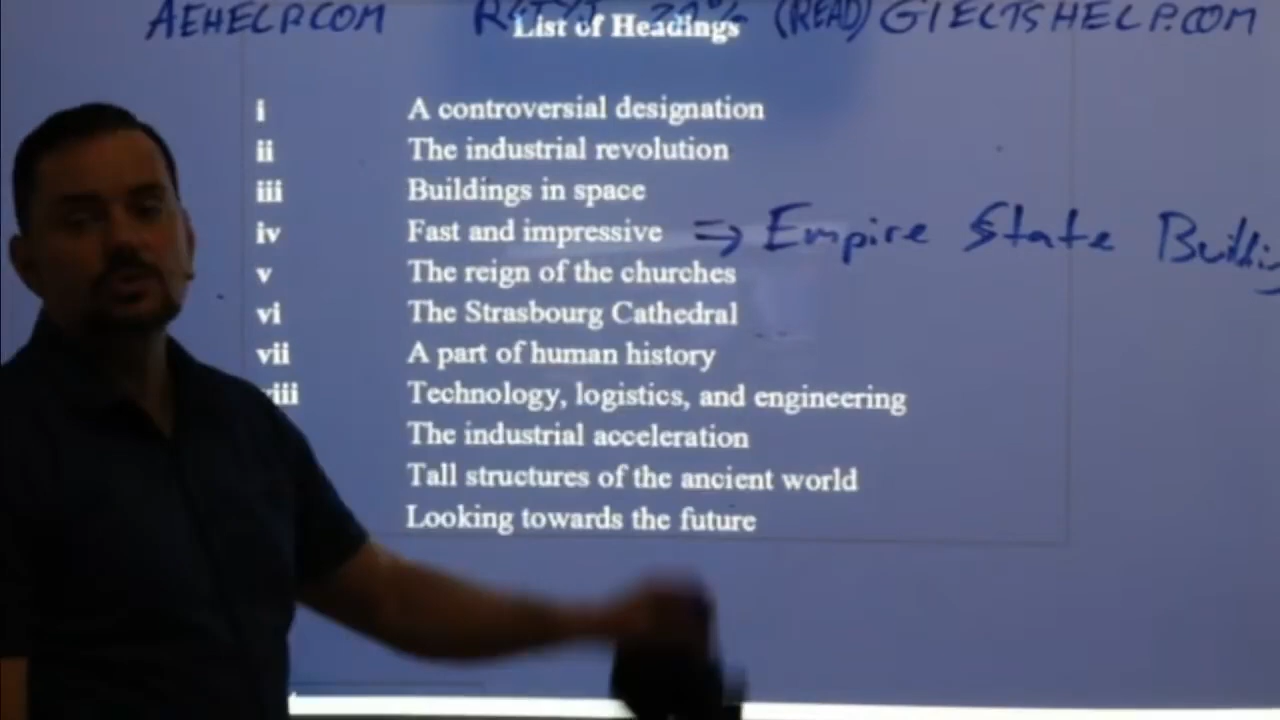 AEHELP.COM (READ) GIELTSHELP.COM
List of Headings
i A controversial designation
ii The industrial revolution
iii Buildings in space
iv Fast and impressive => Empire State Building
v The reign of the churches
vi The Strasbourg Cathedral
vii A part of human history
viii Technology, logistics, and engineering
The industrial acceleration
Tall structures of the ancient world
Looking towards the future